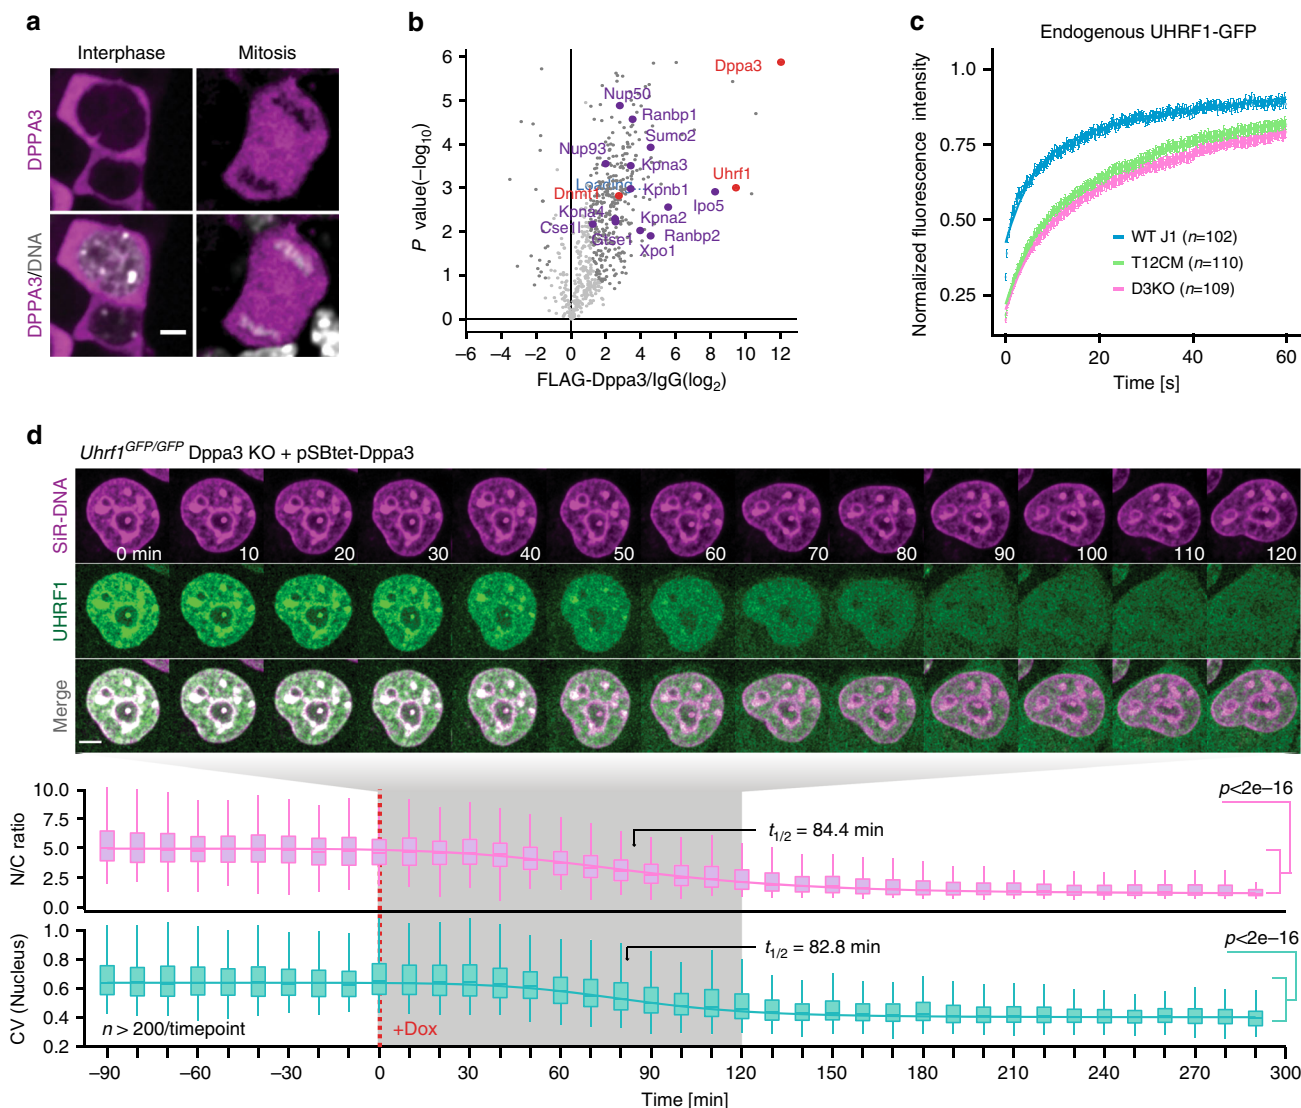 a
Interphase
Mitosis
DPPA3
DPPA3/DNA
b
P value(–log10)
6
5
4
3
2
1
0
–6
–4
–2
0
2
4
6
8
10
12
FLAG-Dppa3/IgG(log2)
Dppa3
Nup50
Ranbp1
Sumo2
Nup93
Kpna3
Uhrf1
Loading
Dnmt1
Kpnb1
Ipo5
Kpna4
Kpna2
Cse1l
Gtse1
Ranbp2
Xpo1
c
Endogenous UHRF1-GFP
Normalized fluorescence intensity
1.0
0.75
0.50
0.25
WT J1 (n=102)
T12CM (n=110)
D3KO (n=109)
0
20
40
60
Time [s]
d
Uhrf1GFP/GFP Dppa3 KO + pSBtet-Dppa3
SiR-DNA
0 min
10
20
30
40
50
60
70
80
90
100
110
120
UHRF1
Merge
N/C ratio
10.0
7.5
5.0
2.5
0.0
t1/2 = 84.4 min
p<2e–16
CV (Nucleus)
1.0
0.8
0.6
0.4
0.2
t1/2 = 82.8 min
p<2e–16
n > 200/timepoint
+Dox
–90
–60
–30
0
30
60
90
120
150
180
210
240
270
300
Time [min]